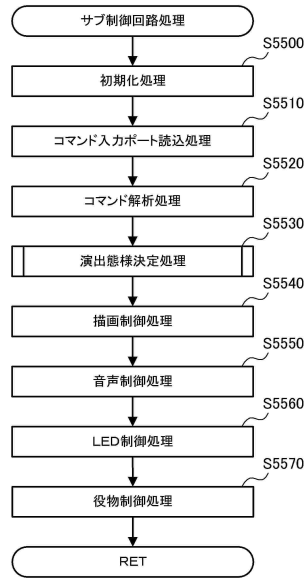 サブ制御回路処理
S5500
初期化処理
S5510
コマンド入力ポート読込処理
S5520
コマンド解析処理
S5530
演出態様決定処理
S5540
描画制御処理
S5550
音声制御処理
S5560
LED制御処理
S5570
役物制御処理
RET